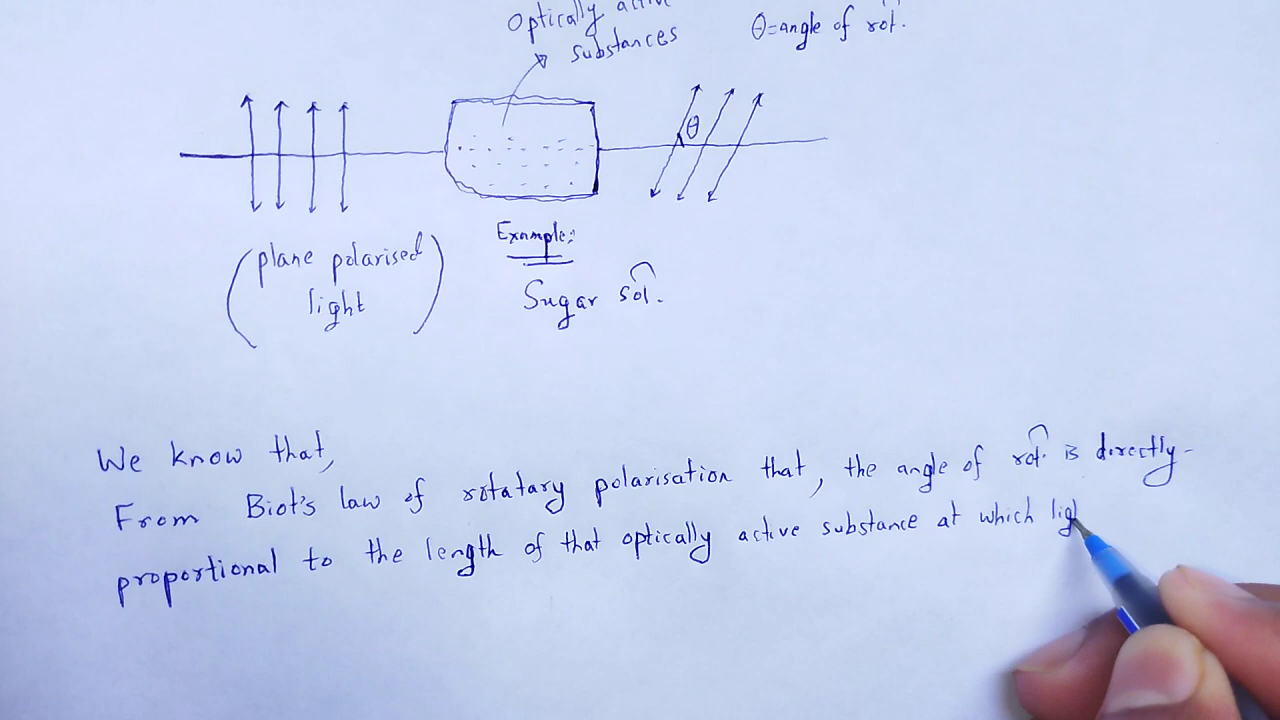 Optically active
substances
θ=angle of rot.
θ
Example:
(plane polarised
light)
Sugar sol.
We know that,
From Biot's law of rotatary polarisation that, the angle of rot. is directly-
proportional to the length of that optically active substance at which lig